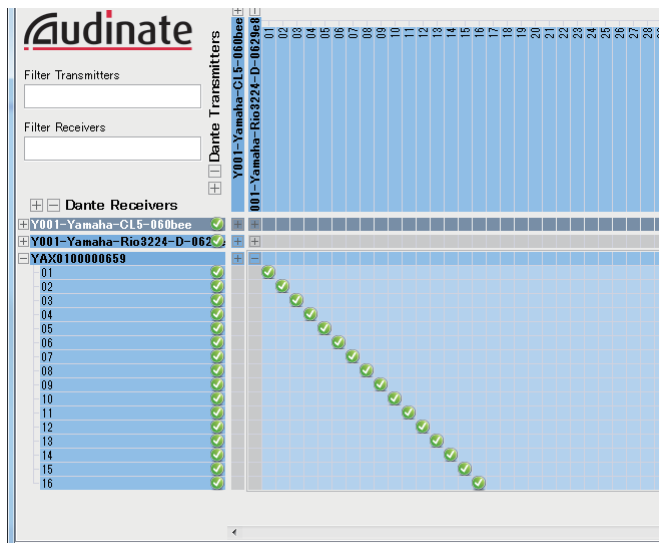 Audinate
Filter Transmitters
Filter Receivers
Dante Transmitters
Y001-Yamaha-CL5-060bee
001-Yamaha-Rio3224-D-0629e8
01 02 03 04 05 06 07 08 09 10 11 12 13 14 15 16 17 18 19 20 21 22 23 24 25 26 27 28
Dante Receivers
Y001-Yamaha-CL5-060bee
Y001-Yamaha-Rio3224-D-062
YAX0100000659
01
02
03
04
05
06
07
08
09
10
11
12
13
14
15
16